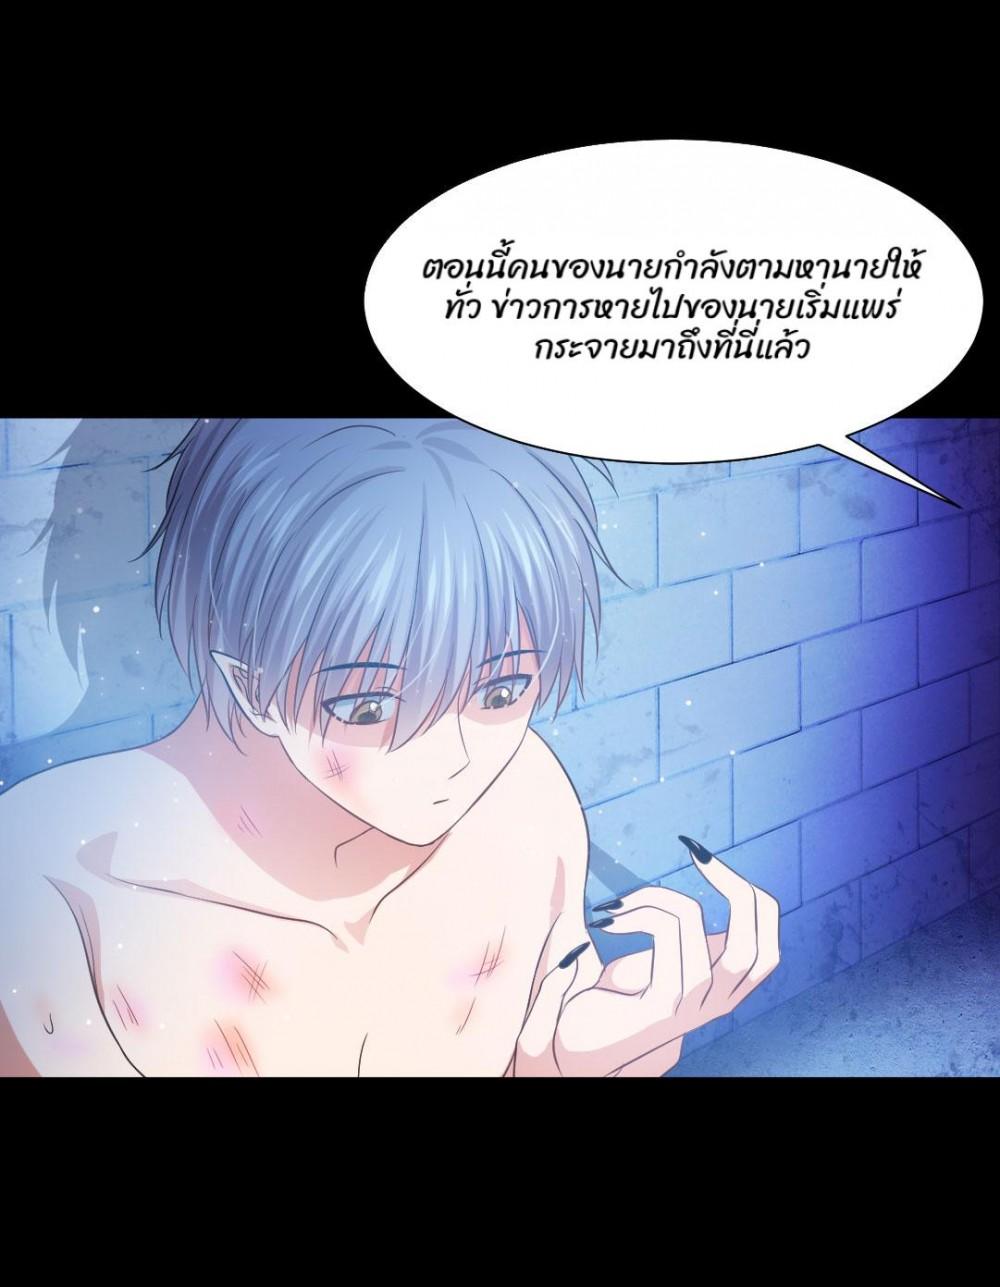 ตอนนี้คนของนายกำลังตามหานายให้
ทั่ว ข่าวการหายไปของนายเริ่มแพร่
กระจายมาถึงที่นี่แล้ว